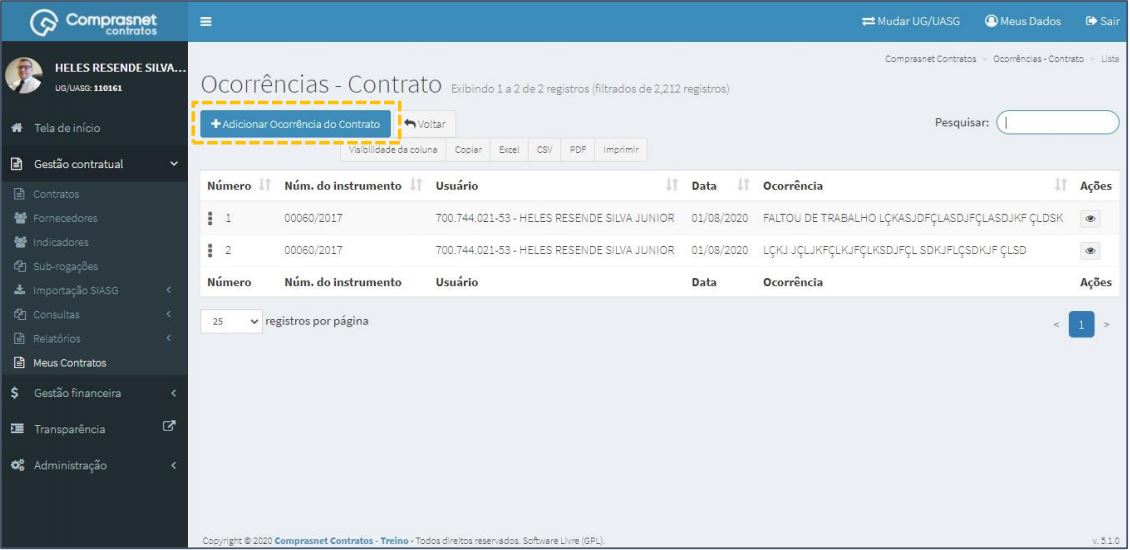 Comprasnet
contratos
Mudar UG/UASG Meus Dados Sair
HELES RESENDE SILVA...
UG/UASG: 110161
Tela de início
Gestão contratual
Contratos
Fornecedores
Indicadores
Sub-rogações
Importação SIASG
Consultas
Relatórios
Meus Contratos
Gestão financeira
Transparência
Administração
Comprasnet Contratos > Ocorrências - Contrato > Lista
Ocorrências - Contrato Exibindo 1 a 2 de 2 registros (filtrados de 2,212 registros)
+ Adicionar Ocorrência do Contrato Voltar
Pesquisar:
Visibilidade da coluna Copiar Excel CSV PDF Imprimir
Número Núm. do instrumento Usuário Data Ocorrência Ações
1 00060/2017 700.744.021-53 - HELES RESENDE SILVA JUNIOR 01/08/2020 FALTOU DE TRABALHO LÇKASJDFÇLASDJFÇLASDJKF ÇLDSK
2 00060/2017 700.744.021-53 - HELES RESENDE SILVA JUNIOR 01/08/2020 LÇKJ JÇLJKFÇLKJFÇLKSDJFÇL SDKJFLÇSDKJF ÇLSD
Número Núm. do instrumento Usuário Data Ocorrência Ações
25 registros por página
< 1 >
Copyright © 2020 Comprasnet Contratos - Treino - Todos direitos reservados. Software Livre (GPL).
v. 5.1.0